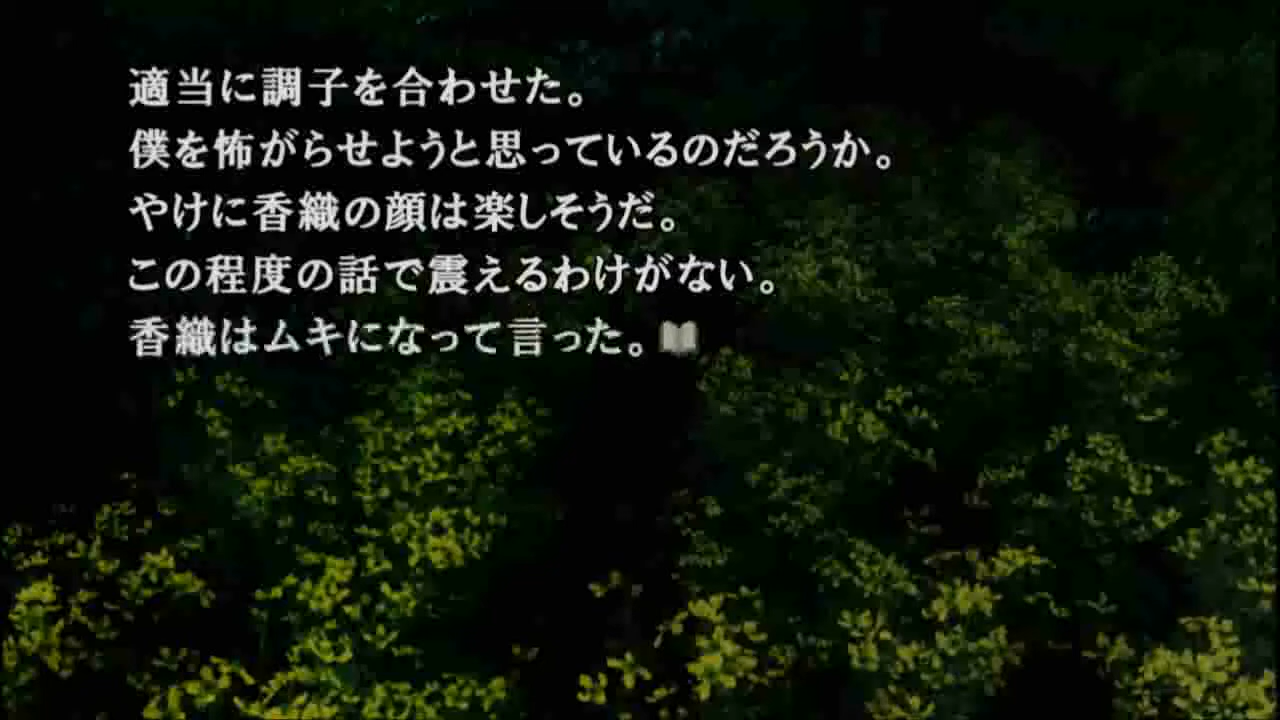 適当に調子を合わせた。
僕を怖がらせようと思っているのだろうか。
やけに香織の顔は楽しそうだ。
この程度の話で震えるわけがない。
香織はムキになって言った。